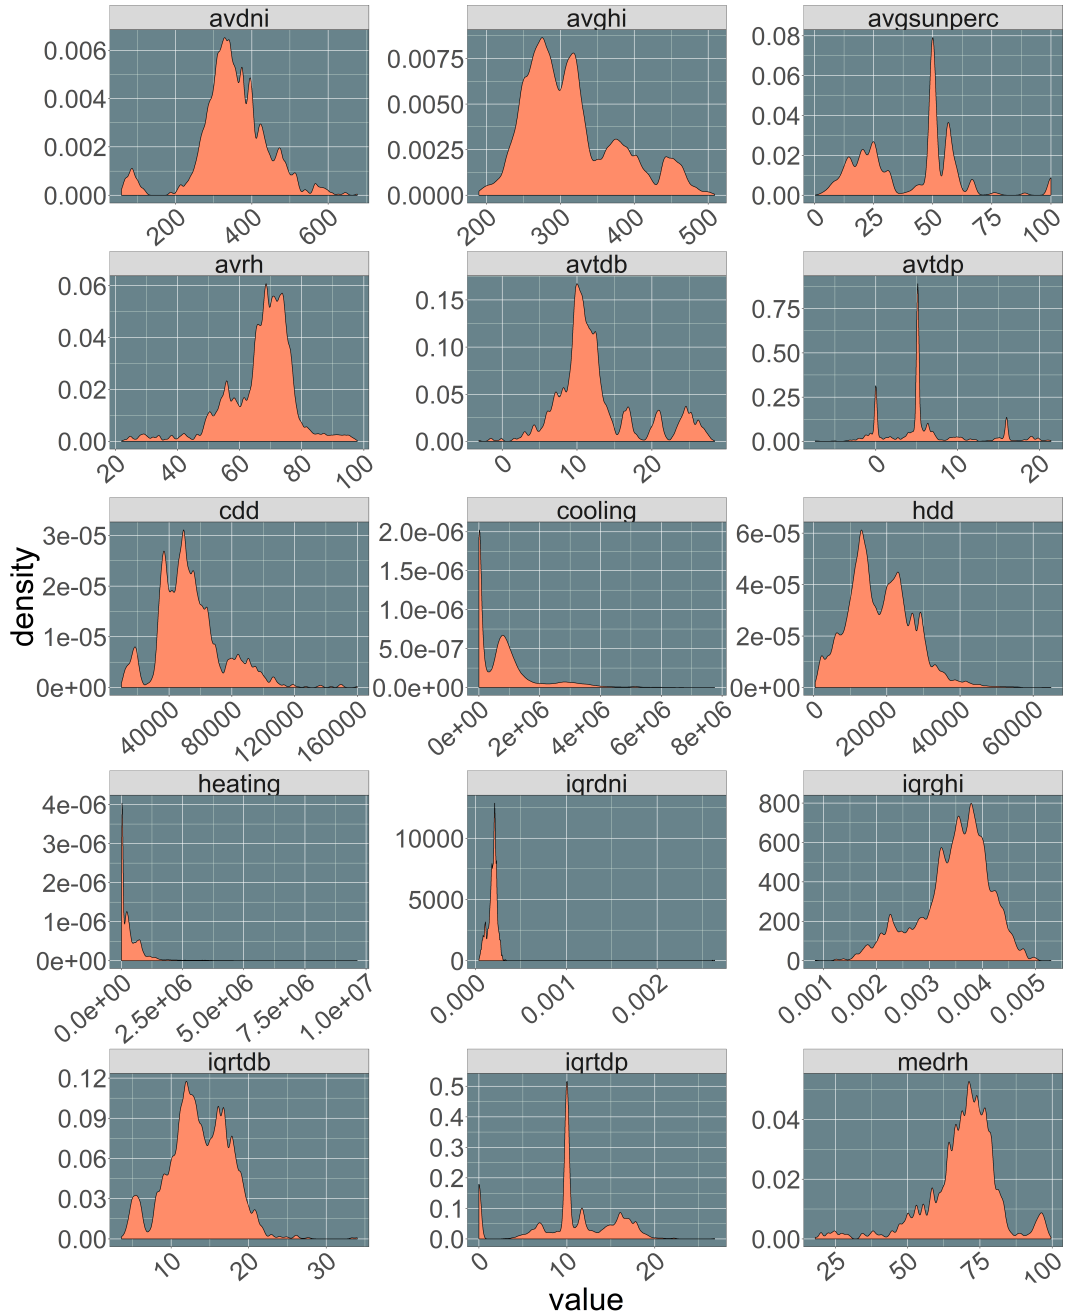 avdni avghi avgsunperc
0.006 0.004 0.002 0.000
200 400 600
0.0075 0.0050 0.0025 0.0000
200 300 400 500
0.08 0.06 0.04 0.02 0.00
0 25 50 75 100
avrh avtdb avtdp
0.06 0.04 0.02 0.00
20 40 60 80 100
0.15 0.10 0.05 0.00
0 10 20
0.75 0.50 0.25 0.00
0 10 20
cdd cooling hdd
3e-05 2e-05 1e-05 0e+00
40000 80000 120000 160000
2.0e-06 1.5e-06 1.0e-06 5.0e-07 0.0e+00
0e+00 2e+06 4e+06 6e+06 8e+06
6e-05 4e-05 2e-05 0e+00
0 20000 40000 60000
density
heating iqrdni iqrghi
4e-06 3e-06 2e-06 1e-06 0e+00
0.0e+00 2.5e+06 5.0e+06 7.5e+06 1.0e+07
10000 5000 0
0.000 0.001 0.002
800 600 400 200 0
0.001 0.002 0.003 0.004 0.005
iqrtdb iqrtdp medrh
0.12 0.09 0.06 0.03 0.00
10 20 30
0.5 0.4 0.3 0.2 0.1 0.0
0 10 20
0.04 0.02 0.00
25 50 75 100
value